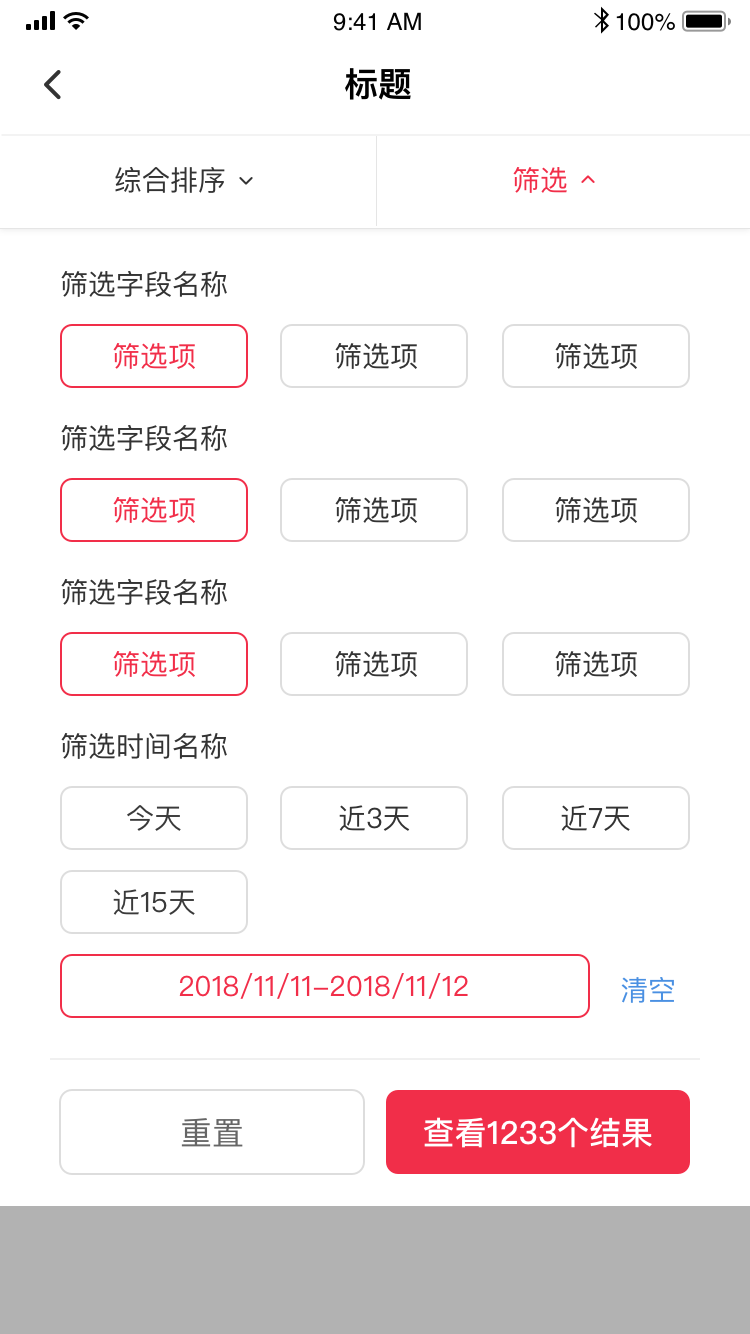 9:41 AM 100%
标题
综合排序 筛选
筛选字段名称
筛选项 筛选项 筛选项
筛选字段名称
筛选项 筛选项 筛选项
筛选字段名称
筛选项 筛选项 筛选项
筛选时间名称
今天 近3天 近7天
近15天
2018/11/11–2018/11/12 清空
重置 查看1233个结果